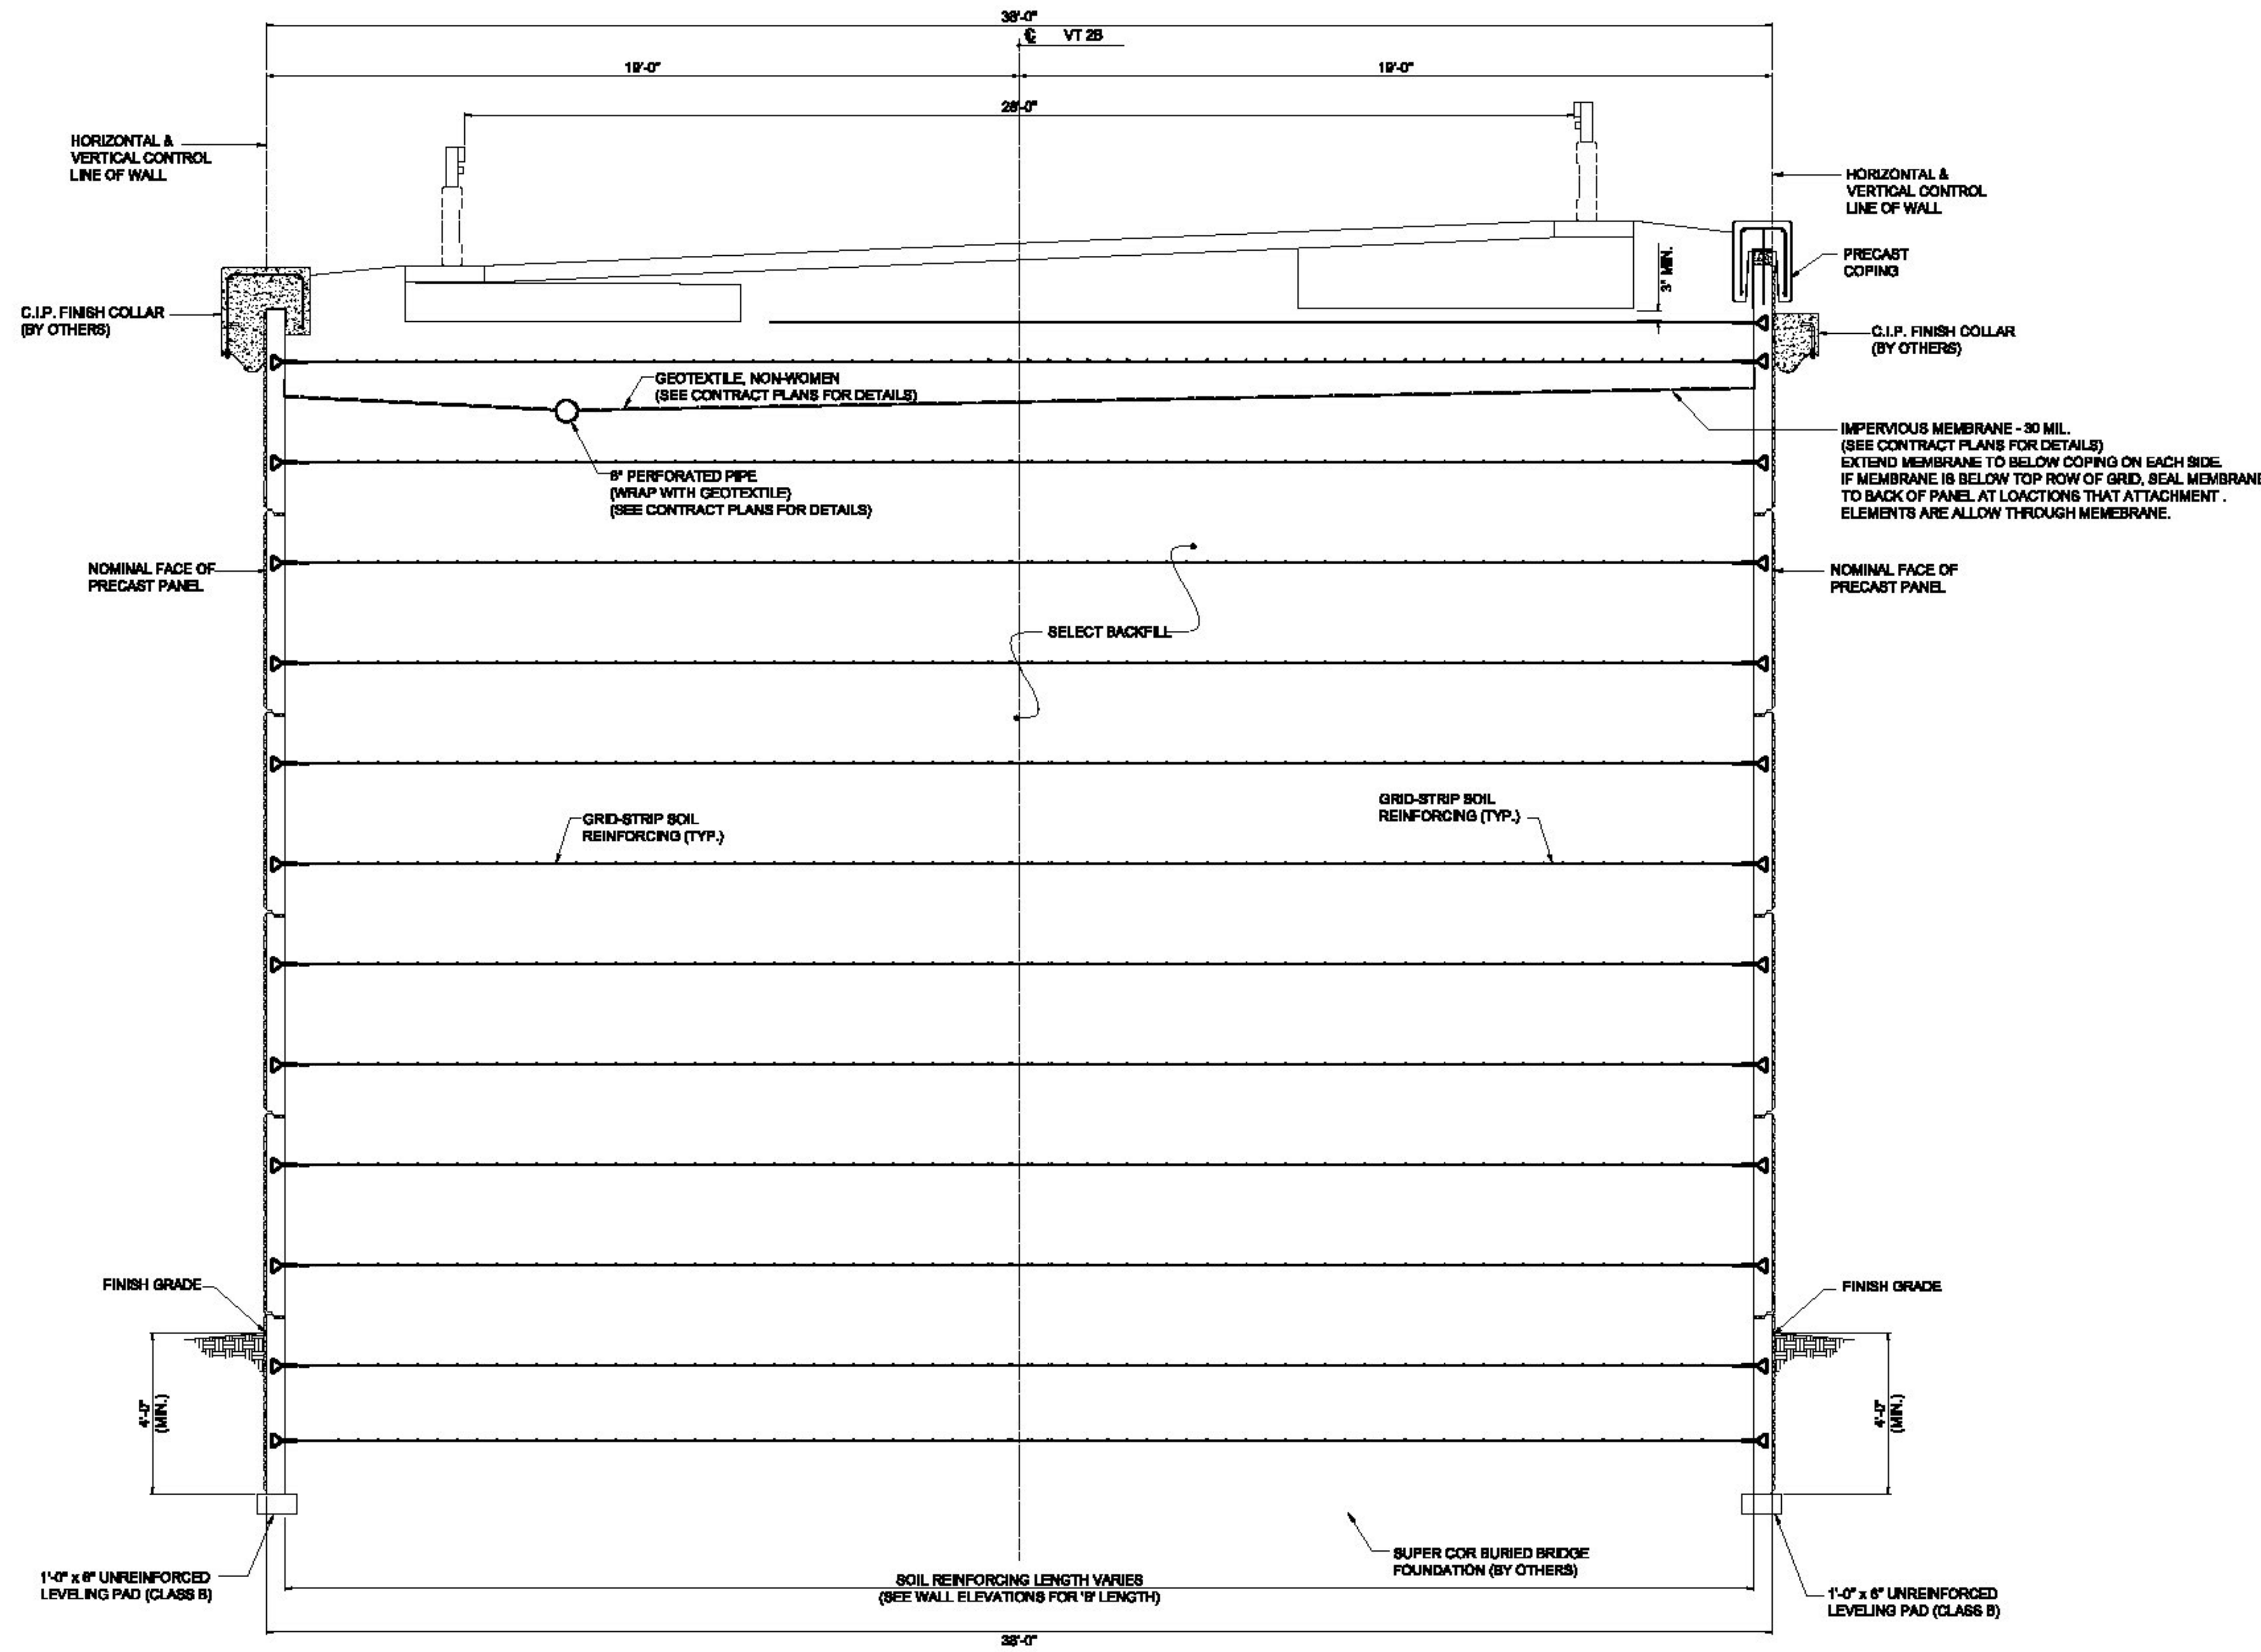 38'-0"
℄ VT 2B
19'-0"
19'-0"
28'-0"
HORIZONTAL &
VERTICAL CONTROL
LINE OF WALL
HORIZONTAL &
VERTICAL CONTROL
LINE OF WALL
PRECAST
COPING
3" MIN.
C.I.P. FINISH COLLAR
(BY OTHERS)
C.I.P. FINISH COLLAR
(BY OTHERS)
GEOTEXTILE, NON-WOMEN
(SEE CONTRACT PLANS FOR DETAILS)
IMPERVIOUS MEMBRANE - 30 MIL.
(SEE CONTRACT PLANS FOR DETAILS)
EXTEND MEMBRANE TO BELOW COPING ON EACH SIDE.
IF MEMBRANE IS BELOW TOP ROW OF GRID, SEAL MEMBRANE
TO BACK OF PANEL AT LOACTIONS THAT ATTACHMENT .
ELEMENTS ARE ALLOW THROUGH MEMEBRANE.
PERFORATED PIPE
(WRAP WITH GEOTEXTILE)
(SEE CONTRACT PLANS FOR DETAILS)
NOMINAL FACE OF
PRECAST PANEL
NOMINAL FACE OF
PRECAST PANEL
SELECT BACKFILL
GRID-STRIP SOIL
REINFORCING (TYP.)
GRID-STRIP SOIL
REINFORCING (TYP.)
FINISH GRADE
FINISH GRADE
4'-0"
(MIN.)
4'-0"
(MIN.)
SUPER COR BURIED BRIDGE
FOUNDATION (BY OTHERS)
1'-0" x 6" UNREINFORCED
LEVELING PAD (CLASS B)
SOIL REINFORCING LENGTH VARIES
(SEE WALL ELEVATIONS FOR 'B' LENGTH)
1'-0" x 6" UNREINFORCED
LEVELING PAD (CLASS B)
38'-0"